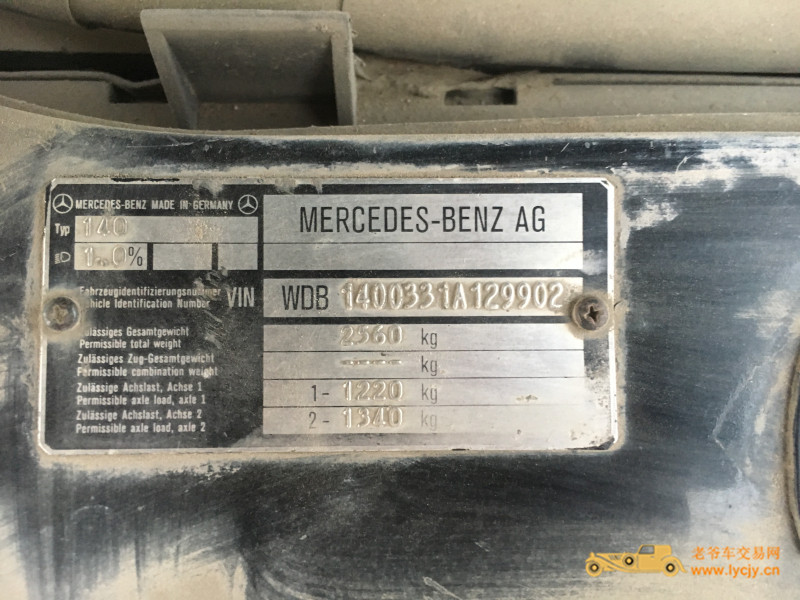 MERCEDES-BENZ MADE IN GERMANY
Typ 140
1.0%
MERCEDES-BENZ AG
Fahrzeugidentifizierungsnummer
Vehicle Identification Number
VIN WDB 1400331A129902
Zulässiges Gesamtgewicht
Permissible total weight
2560 kg
Zulässiges Zug-Gesamtgewicht
Permissible combination weight
---- kg
Zulässige Achslast, Achse 1
Permissible axle load, axle 1
1- 1220 kg
Zulässige Achslast, Achse 2
Permissible axle load, axle 2
2- 1340 kg
老爷车交易网
www.lycjy.cn